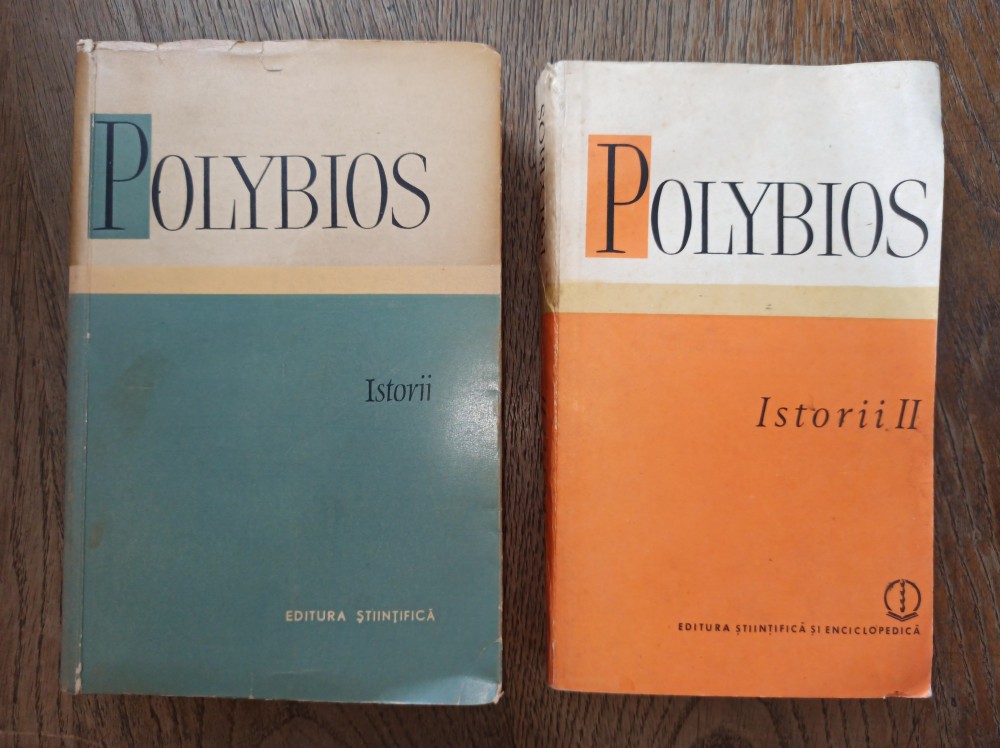 POLYBIOS
Istorii
EDITURA ŞTIINŢIFICĂ
POLYBIOS
Istorii II
EDITURA ŞTIINŢIFICĂ ŞI ENCICLOPEDICĂ